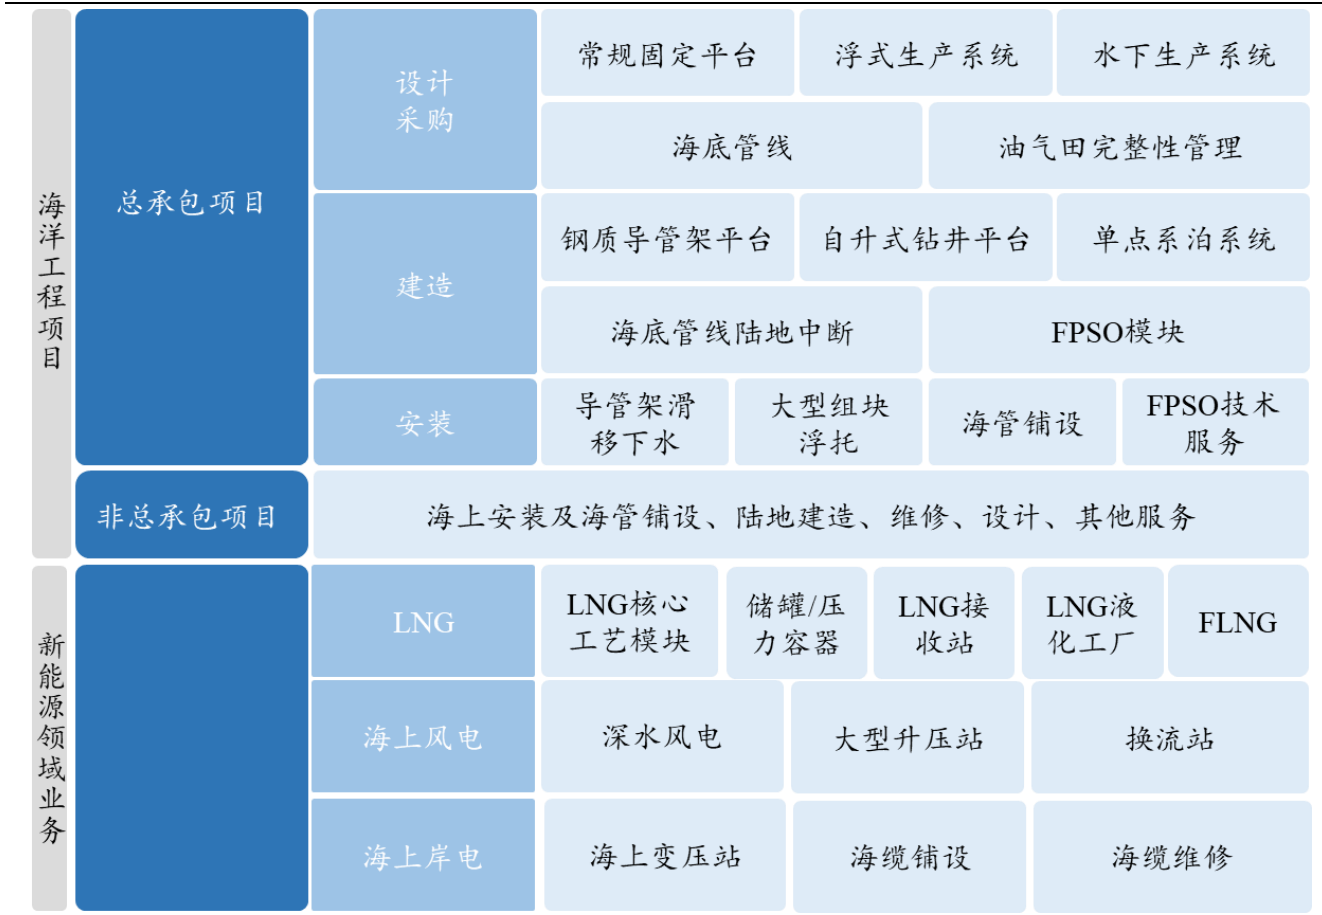 海洋工程项目
总承包项目
设计
采购
常规固定平台
浮式生产系统
水下生产系统
海底管线
油气田完整性管理
建造
钢质导管架平台
自升式钻井平台
单点系泊系统
海底管线陆地中断
FPSO模块
安装
导管架滑
移下水
大型组块
浮托
海管铺设
FPSO技术
服务
非总承包项目
海上安装及海管铺设、陆地建造、维修、设计、其他服务
新能源领域业务
LNG
LNG核心
工艺模块
储罐/压
力容器
LNG接
收站
LNG液
化工厂
FLNG
海上风电
深水风电
大型升压站
换流站
海上岸电
海上变压站
海缆铺设
海缆维修